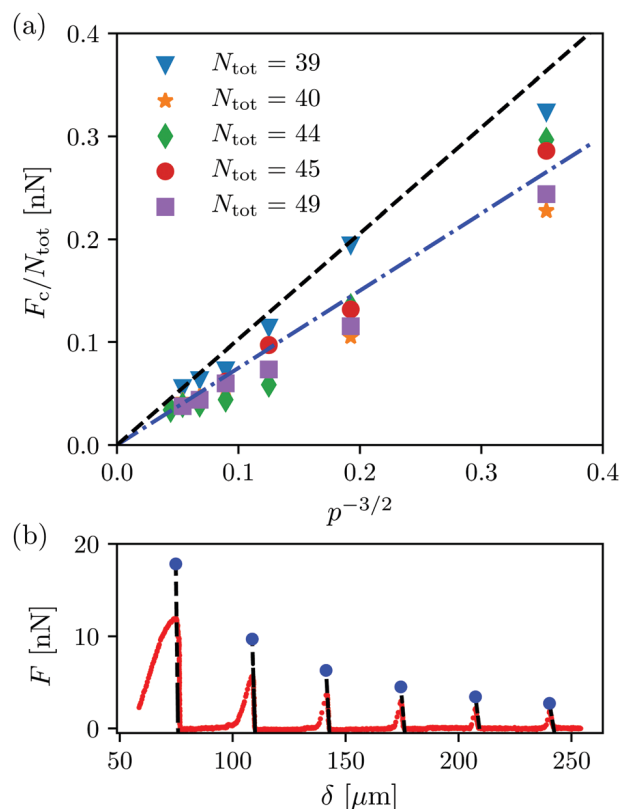 (a)
0.4
0.3
0.2
0.1
0.0
F_c/N_tot [nN]
N_tot = 39
N_tot = 40
N_tot = 44
N_tot = 45
N_tot = 49
0.0 0.1 0.2 0.3 0.4
p^{-3/2}
(b)
20
10
0
F [nN]
50 100 150 200 250
δ [μm]